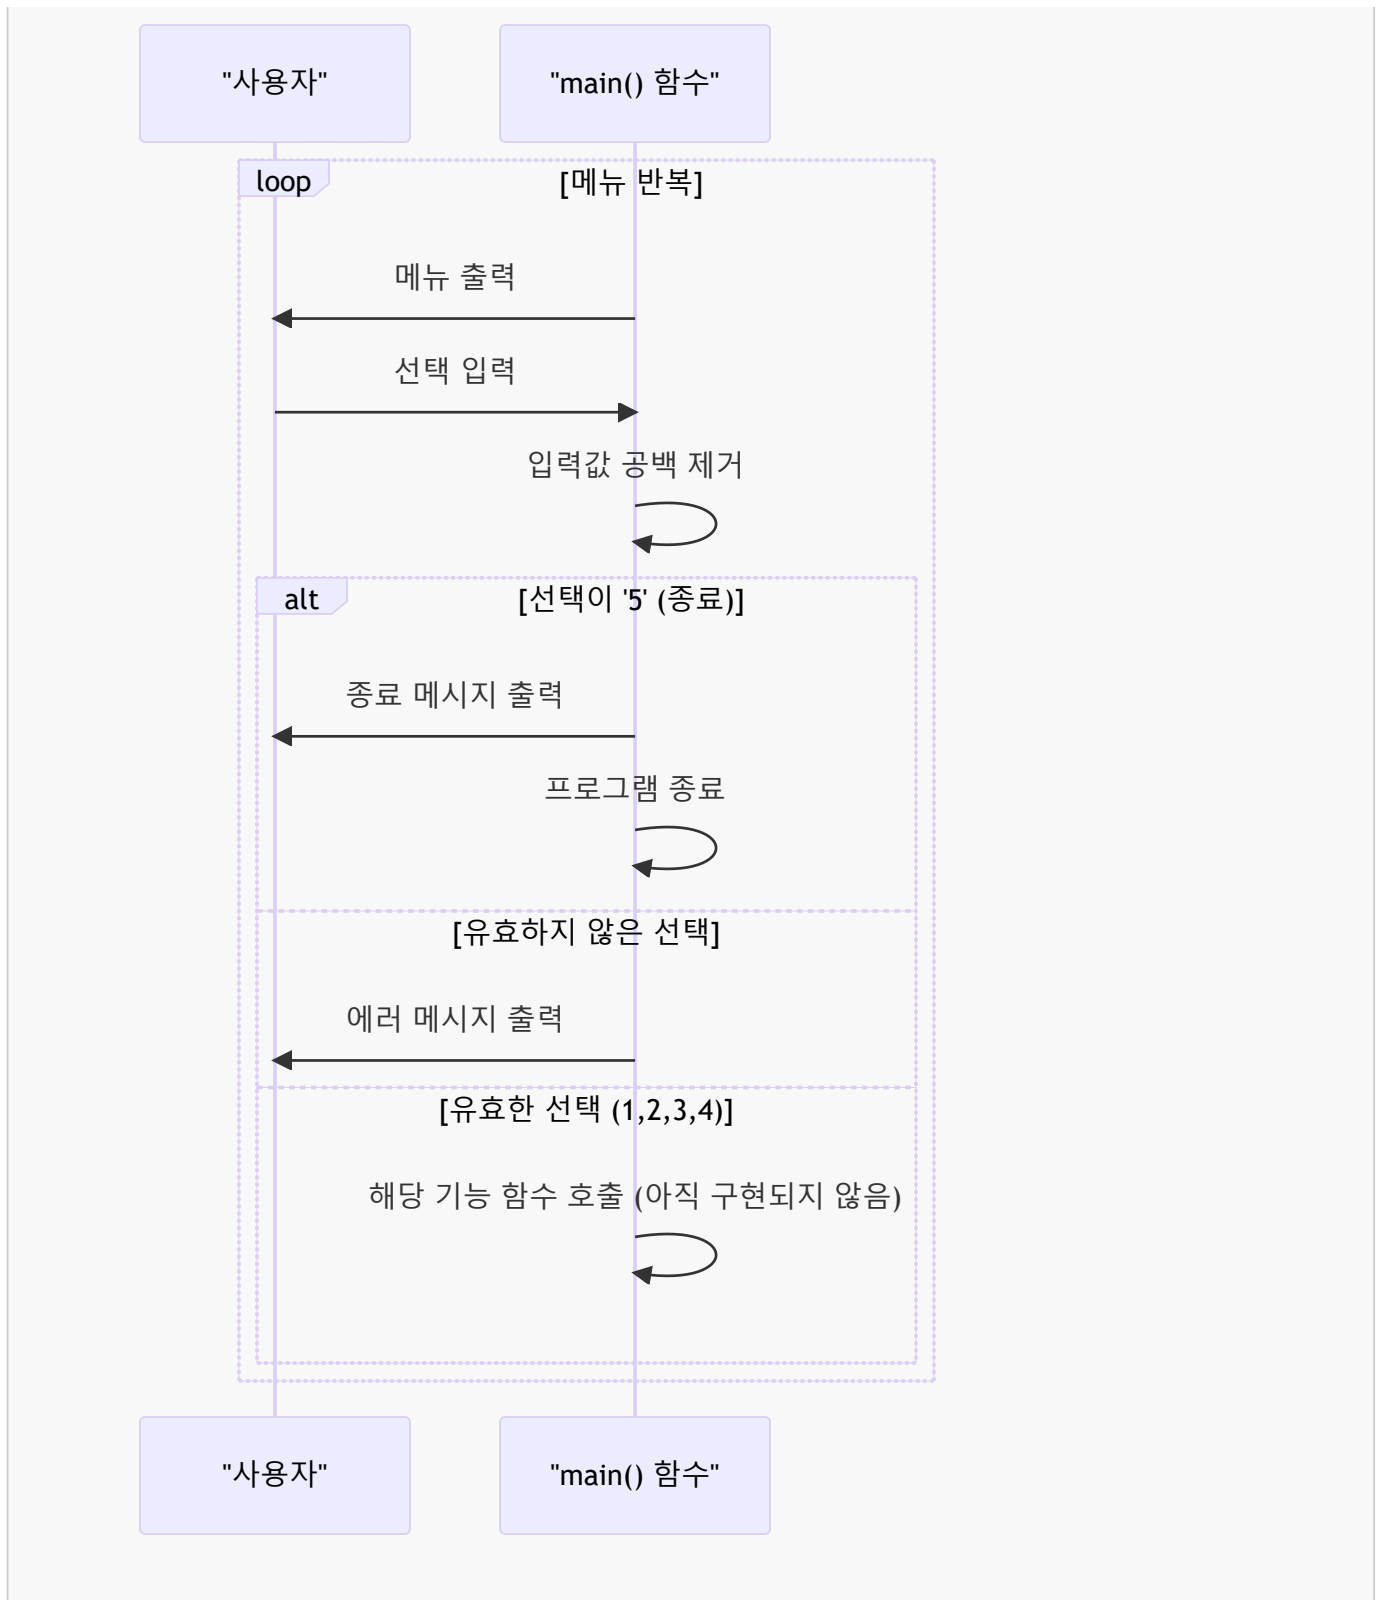 "사용자"
"main() 함수"
loop
[메뉴 반복]
메뉴 출력
선택 입력
입력값 공백 제거
alt
[선택이 '5' (종료)]
종료 메시지 출력
프로그램 종료
[유효하지 않은 선택]
에러 메시지 출력
[유효한 선택 (1,2,3,4)]
해당 기능 함수 호출 (아직 구현되지 않음)
"사용자"
"main() 함수"